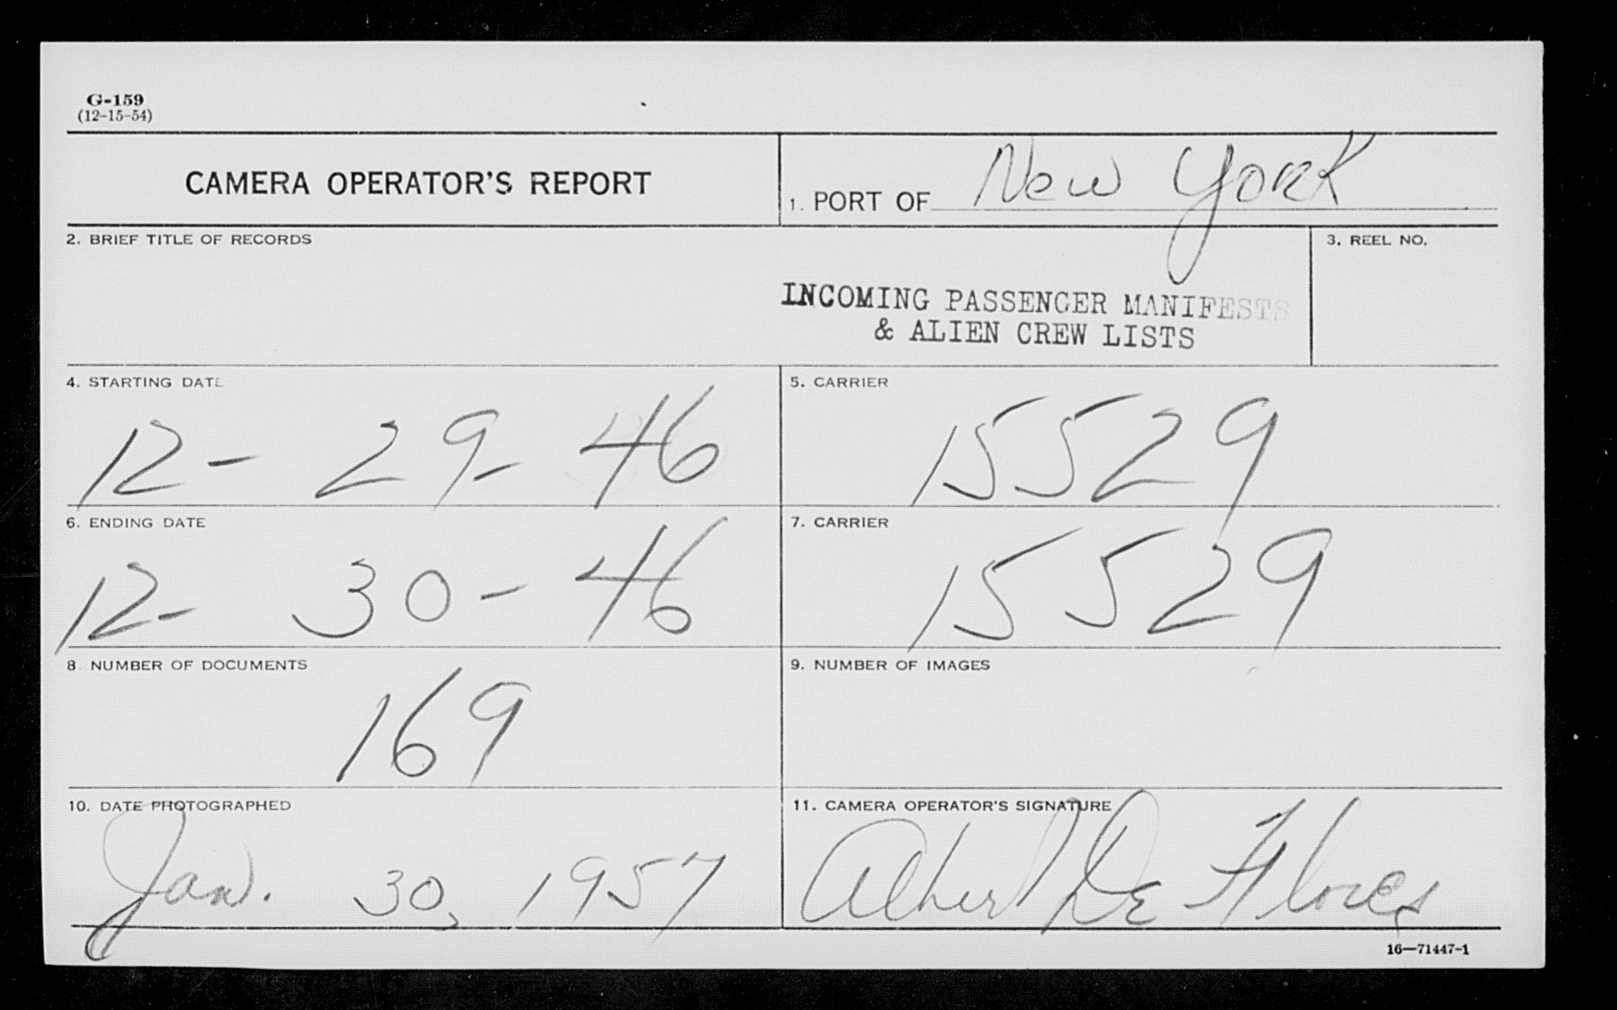 G-159
(12-15-54)
CAMERA OPERATOR'S REPORT
1. PORT OF New York
2. BRIEF TITLE OF RECORDS
3. REEL NO.
INCOMING PASSENGER MANIFESTS
& ALIEN CREW LISTS
4. STARTING DATE
12- 29-46
5. CARRIER
15529
6. ENDING DATE
12- 30-46
7. CARRIER
15529
8. NUMBER OF DOCUMENTS
169
9. NUMBER OF IMAGES
10. DATE PHOTOGRAPHED
Jan. 30, 1957
11. CAMERA OPERATOR'S SIGNATURE
Albert De Flores
16—71447-1